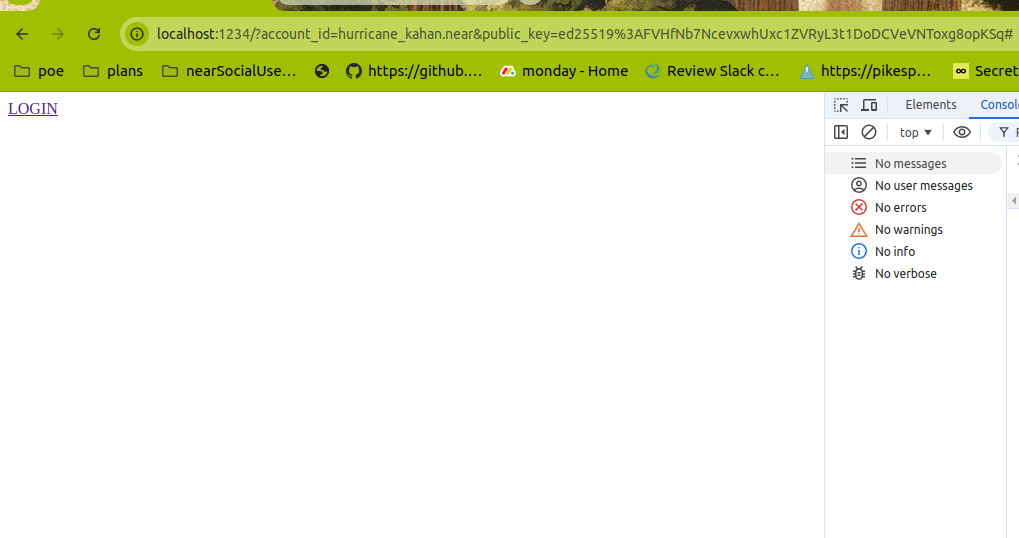 localhost:1234/?account_id=hurricane_kahan.near&public_key=ed25519%3AFVHfNb7NcevxwhUxc1ZVRyL3t1DoDCVeVNToxg8opKSq#
poe plans nearSocialUse... https://github.... monday - Home Review Slack c... https://pikesp... Secret
LOGIN
Elements Consol
top F
No messages
No user messages
No errors
No warnings
No info
No verbose